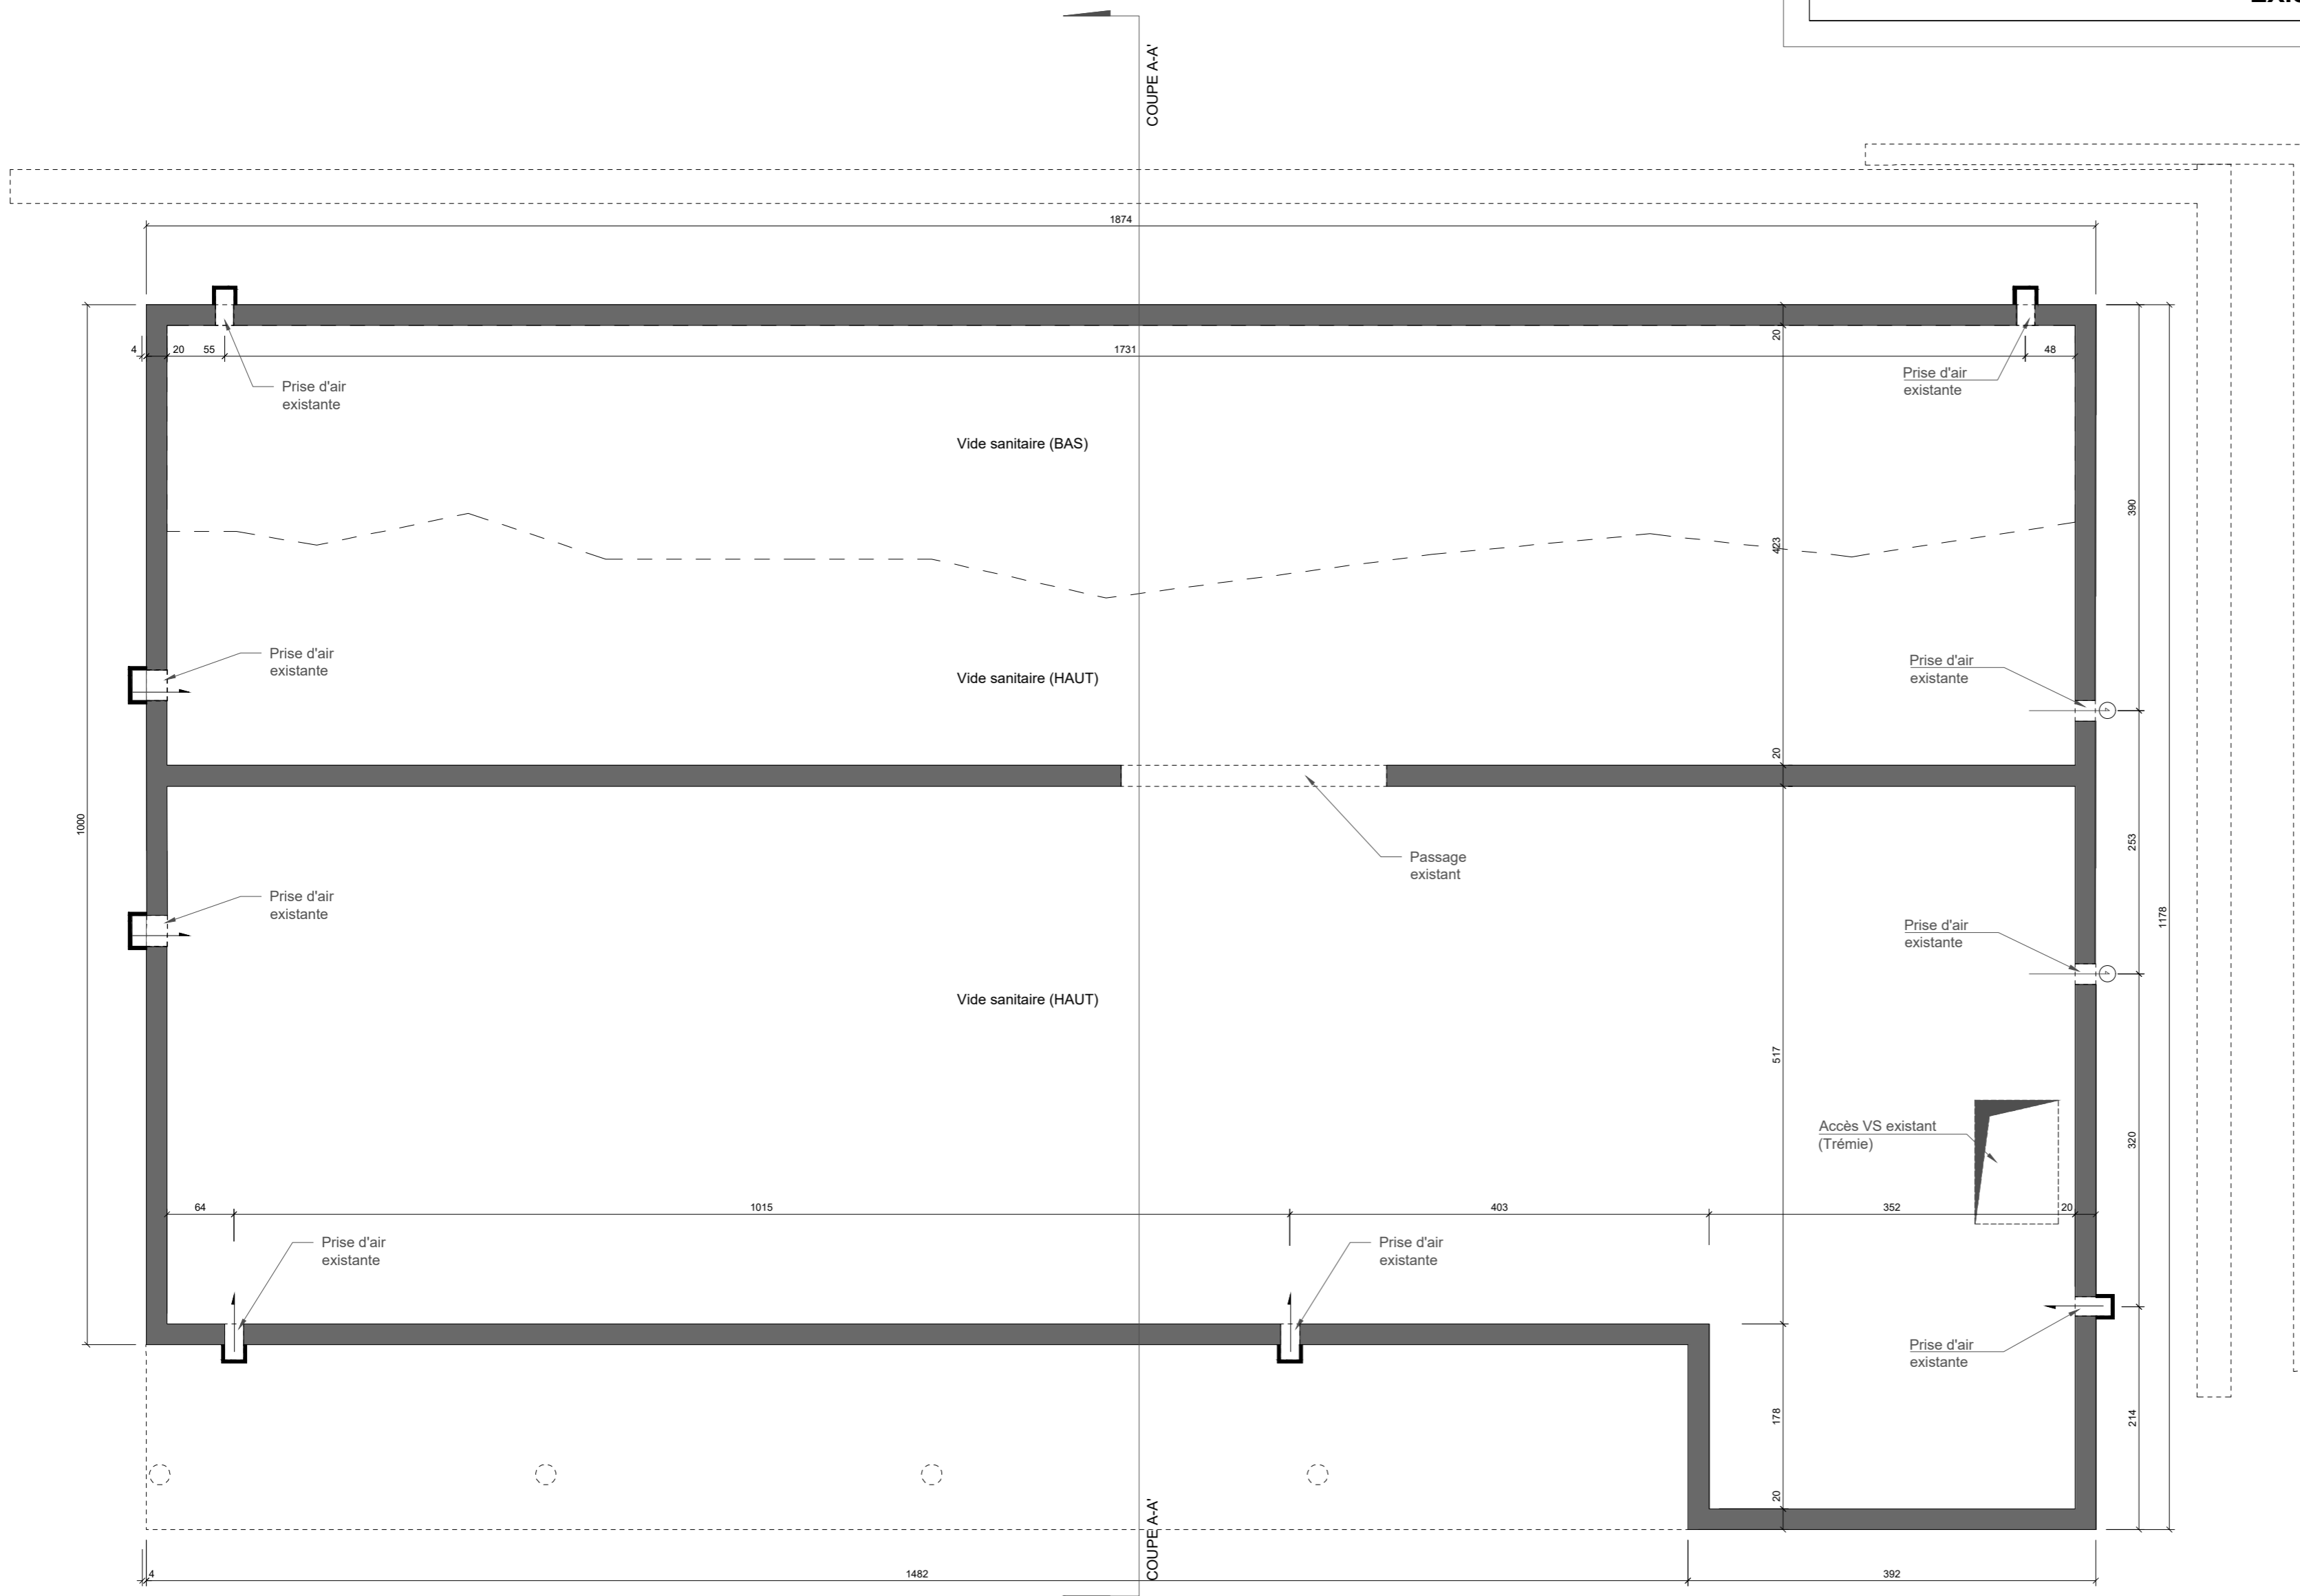 COUPE A-A'
1874
4
20
55
1731
20
48
Prise d'air
existante
Prise d'air
existante
Vide sanitaire (BAS)
390
423
Prise d'air
existante
Vide sanitaire (HAUT)
Prise d'air
existante
20
1000
253
Passage
existant
Prise d'air
existante
1178
Prise d'air
existante
Vide sanitaire (HAUT)
517
Accès VS existant
(Trémie)
320
64
1015
403
352
20
Prise d'air
existante
Prise d'air
existante
Prise d'air
existante
178
214
20
COUPE A-A'
4
1482
392